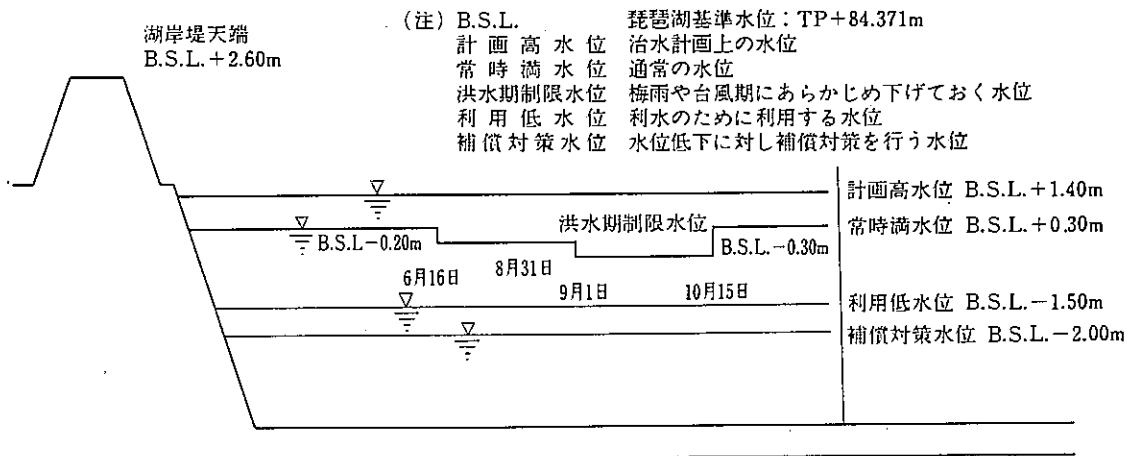 (注) B.S.L. 琵琶湖基準水位：TP+84.371m
計画高水位 治水計画上の水位
常時満水位 通常の水位
洪水期制限水位 梅雨や台風期にあらかじめ下げておく水位
利用低水位 利水のために利用する水位
補償対策水位 水位低下に対し補償対策を行う水位
湖岸堤天端
B.S.L.+2.60m
計画高水位 B.S.L.+1.40m
洪水期制限水位
常時満水位 B.S.L.+0.30m
B.S.L-0.20m
B.S.L.-0.30m
6月16日
8月31日
9月1日
10月15日
利用低水位 B.S.L.-1.50m
補償対策水位 B.S.L.-2.00m